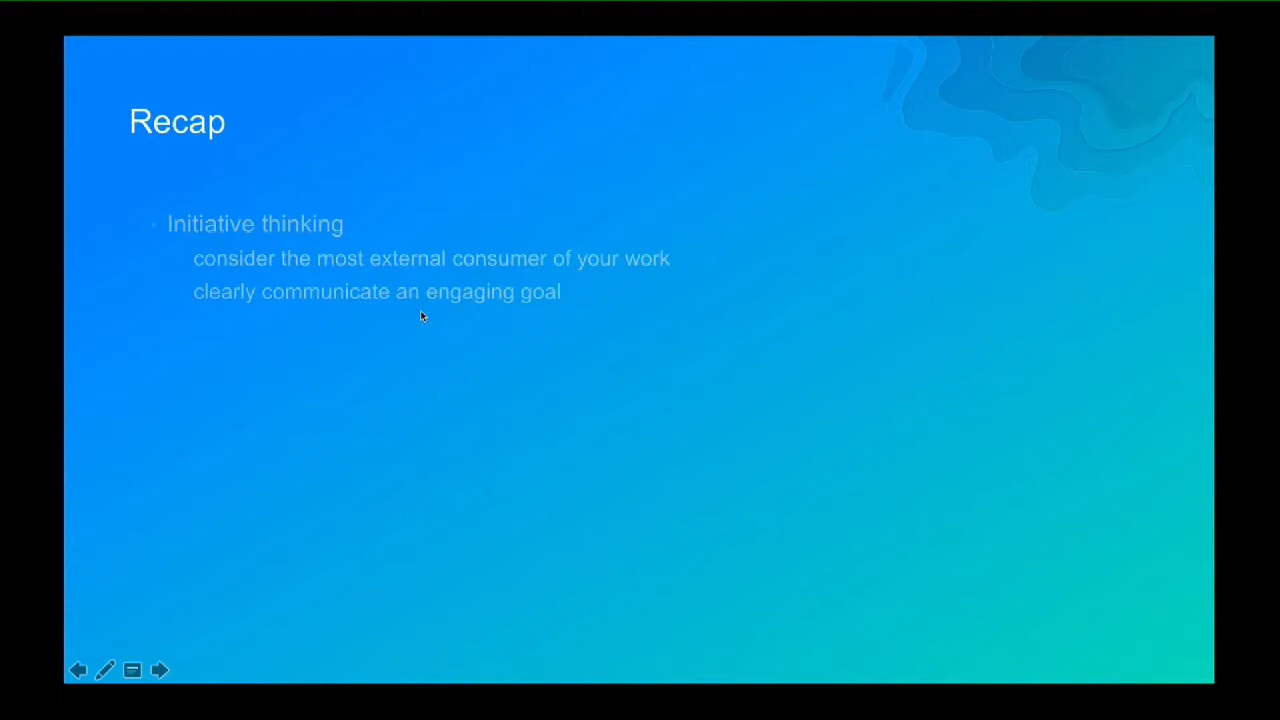 Recap
Initiative thinking
consider the most external consumer of your work
clearly communicate an engaging goal